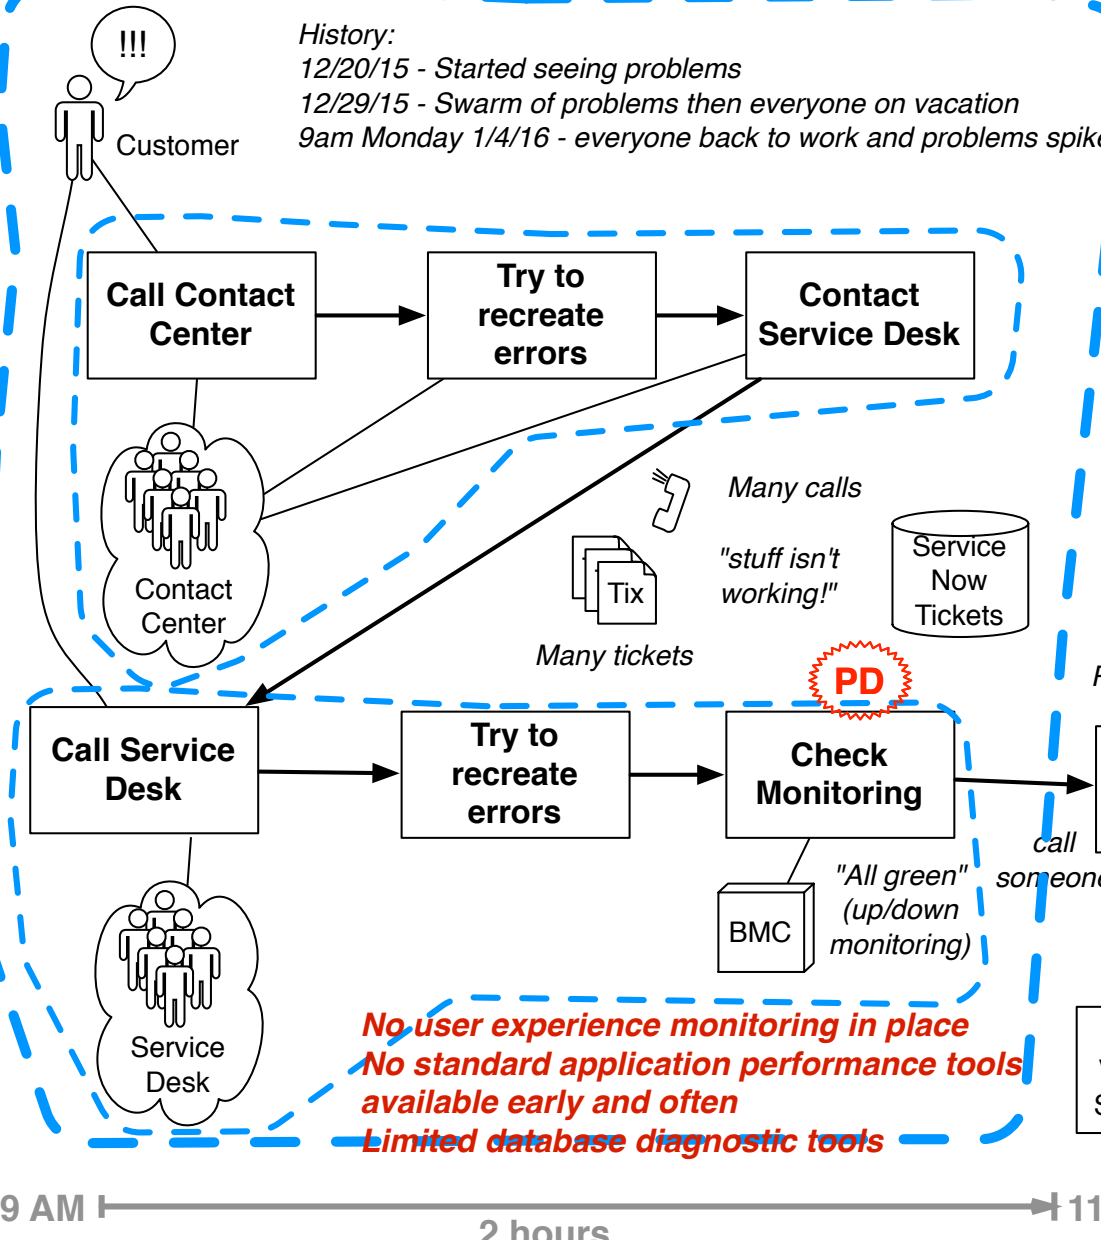 !!!
Customer
History:
12/20/15 - Started seeing problems
12/29/15 - Swarm of problems then everyone on vacation
9am Monday 1/4/16 - everyone back to work and problems spike
Call Contact
Center
Try to
recreate
errors
Contact
Service Desk
Contact
Center
Many calls
"stuff isn't
working!"
Tix
Many tickets
Service
Now
Tickets
PD
Call Service
Desk
Try to
recreate
errors
Check
Monitoring
call
someone
BMC
"All green"
(up/down
monitoring)
Service
Desk
No user experience monitoring in place
No standard application performance tools
available early and often
Limited database diagnostic tools
9 AM
2 hours
11